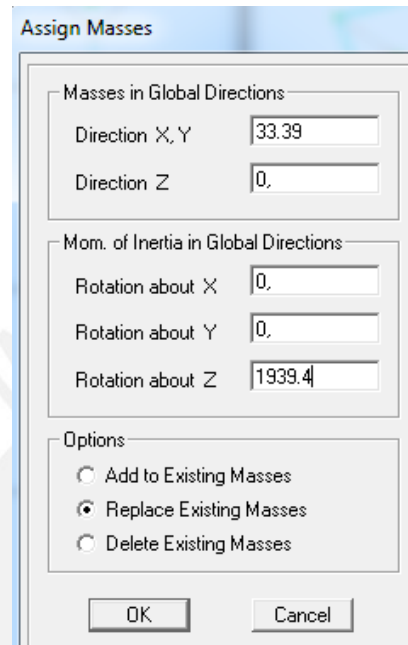 Assign Masses
Masses in Global Directions
Direction X, Y 33.39
Direction Z 0,
Mom. of Inertia in Global Directions
Rotation about X 0,
Rotation about Y 0,
Rotation about Z 1939.4
Options
Add to Existing Masses
Replace Existing Masses
Delete Existing Masses
OK Cancel